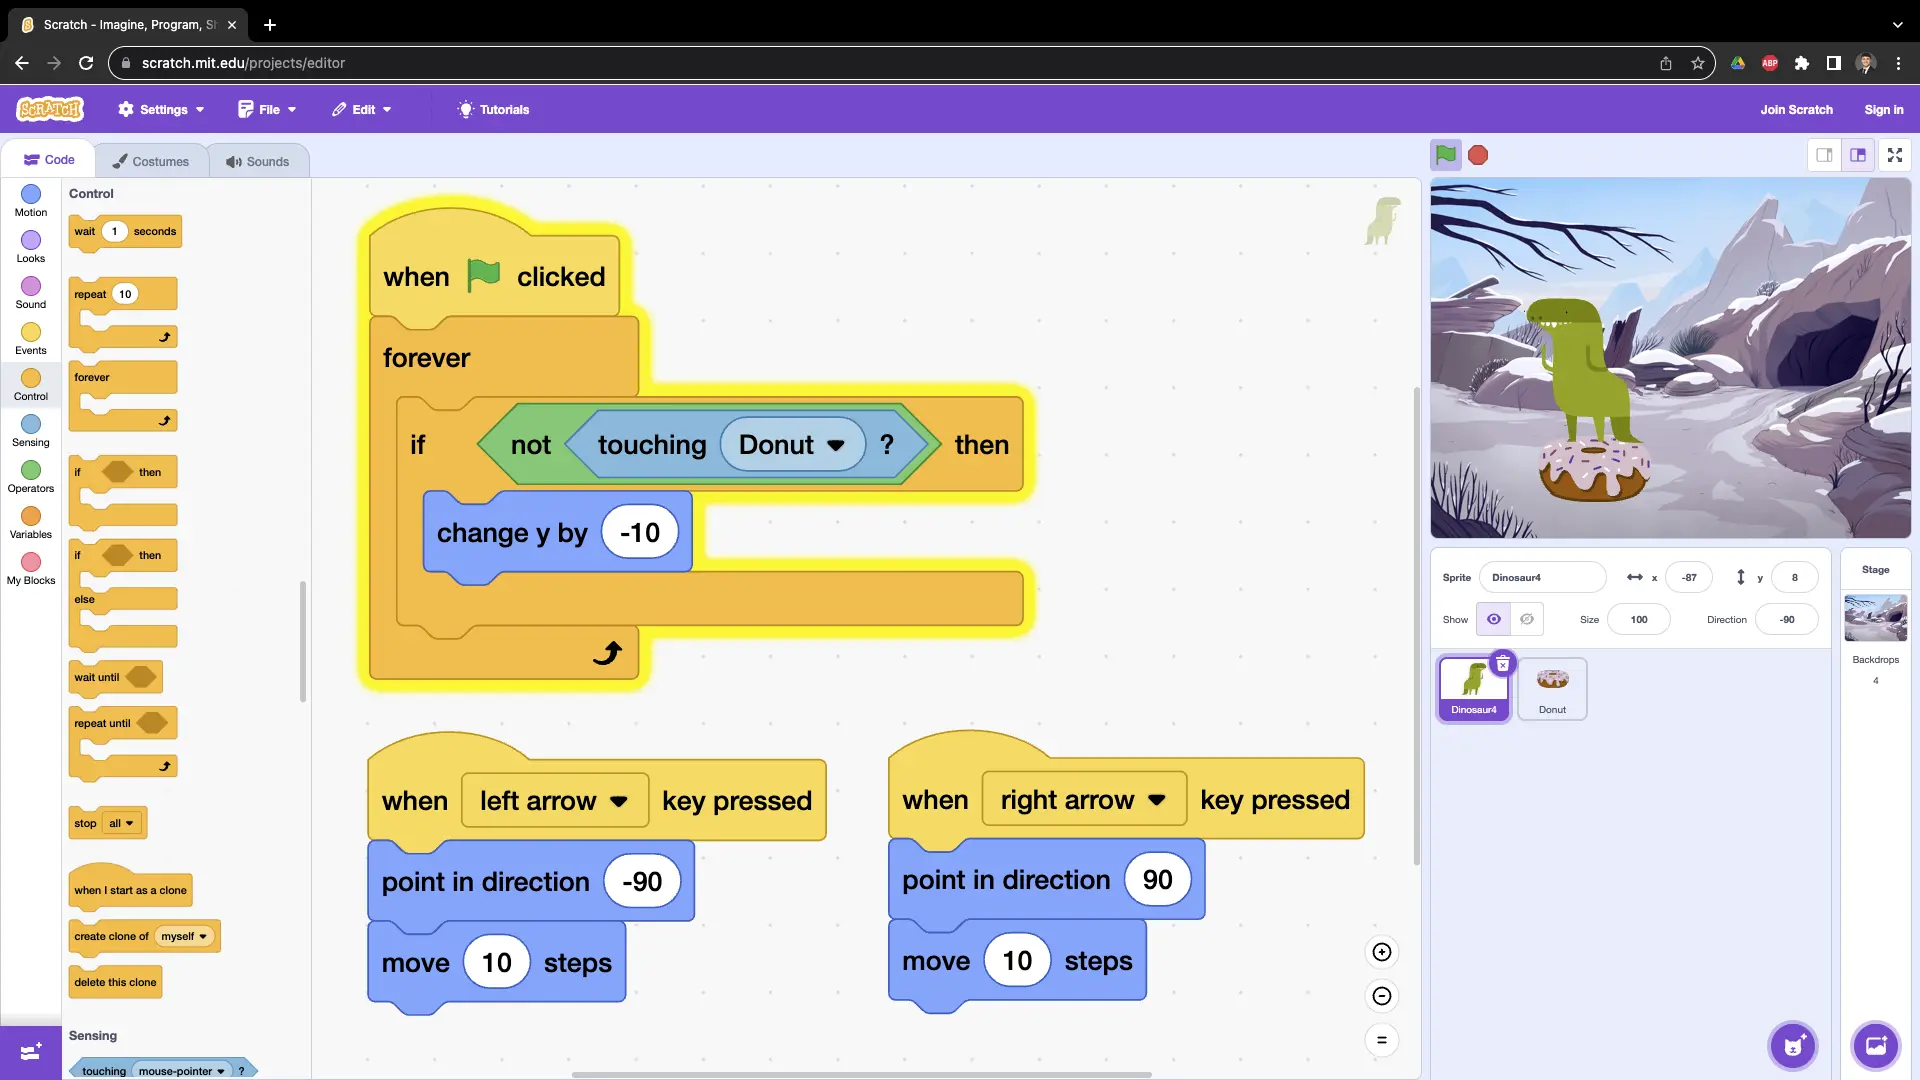 Scratch - Imagine, Program, Sh
scratch.mit.edu/projects/editor
ABP
SCRATCH
Settings
File
Edit
Tutorials
Join Scratch
Sign in
Code
Costumes
Sounds
Motion
Looks
Sound
Events
Control
Sensing
Operators
Variables
My Blocks
Control
wait 1 seconds
repeat 10
forever
if then
if then
else
wait until
repeat until
stop all
when I start as a clone
create clone of myself
delete this clone
Sensing
touching mouse-pointer ?
when clicked
forever
if not touching Donut ? then
change y by -10
when left arrow key pressed
point in direction -90
move 10 steps
when right arrow key pressed
point in direction 90
move 10 steps
Sprite Dinosaur4 x -87 y 8
Show Size 100 Direction -90
Dinosaur4
Donut
Stage
Backdrops
4